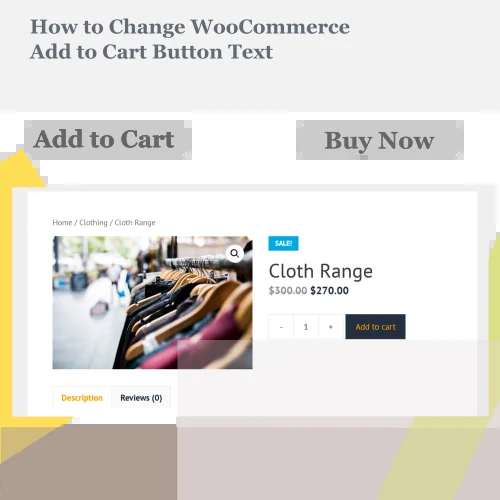 How to Change WooCommerce
Add to Cart Button Text
Add to Cart
Buy Now
Home / Clothing / Cloth Range
SALE!
Cloth Range
$300.00 $270.00
- 1 + Add to cart
Description Reviews (0)